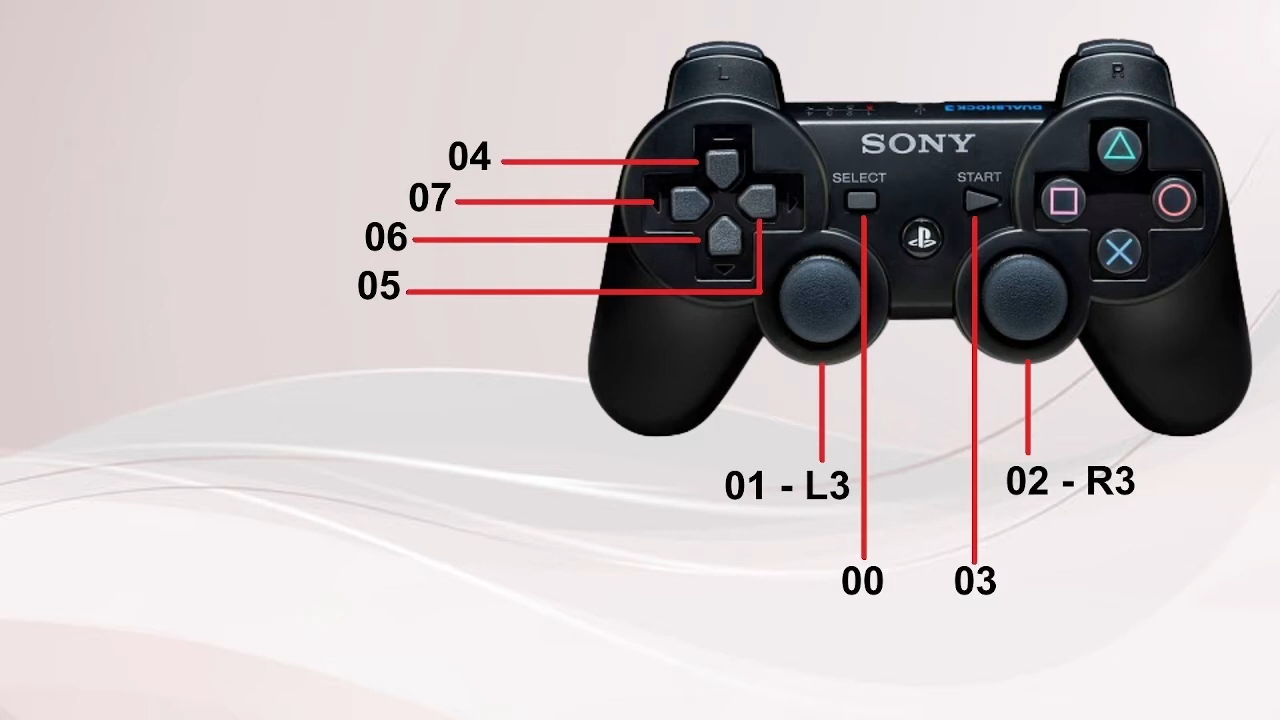 L
R
DUALSHOCK 3
SONY
SELECT
START
04
07
06
05
01 - L3
02 - R3
00
03